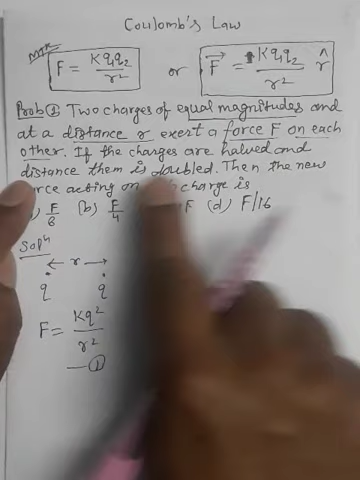 Coulomb's Law
F = Kq₁q₂/r² or F⃗ = Kq₁q₂/r² r̂
Prob ① Two charges of equal magnitudes and
at a distance r exert a force F on each
other. If the charges are halved and
distance them is doubled. Then the new
acting on charge is
F/8 (b) F/4 F (d) F/16
Solⁿ
← r →
q q
F = Kq²/r²
— ①